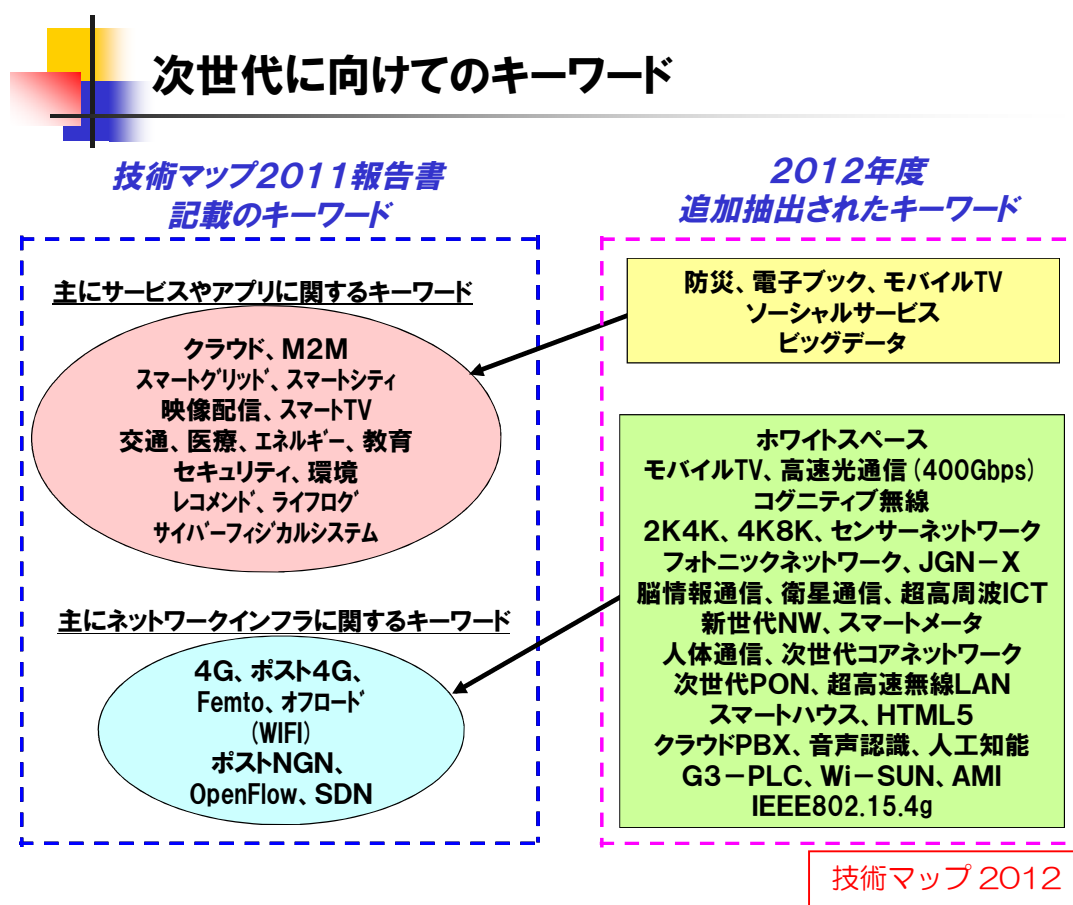 次世代に向けてのキーワード
技術マップ2011報告書
記載のキーワード
主にサービスやアプリに関するキーワード
クラウド、M2M
スマートグリッド、スマートシティ
映像配信、スマートTV
交通、医療、エネルギー、教育
セキュリティ、環境
レコメンド、ライフログ
サイバーフィジカルシステム
主にネットワークインフラに関するキーワード
4G、ポスト4G、
Femto、オフロード
(WIFI)
ポストNGN、
OpenFlow、SDN
2012年度
追加抽出されたキーワード
防災、電子ブック、モバイルTV
ソーシャルサービス
ビッグデータ
ホワイトスペース
モバイルTV、高速光通信(400Gbps)
コグニティブ無線
2K4K、4K8K、センサーネットワーク
フォトニックネットワーク、JGN－X
脳情報通信、衛星通信、超高周波ICT
新世代NW、スマートメータ
人体通信、次世代コアネットワーク
次世代PON、超高速無線LAN
スマートハウス、HTML5
クラウドPBX、音声認識、人工知能
G3－PLC、Wi－SUN、AMI
IEEE802.15.4g
技術マップ 2012